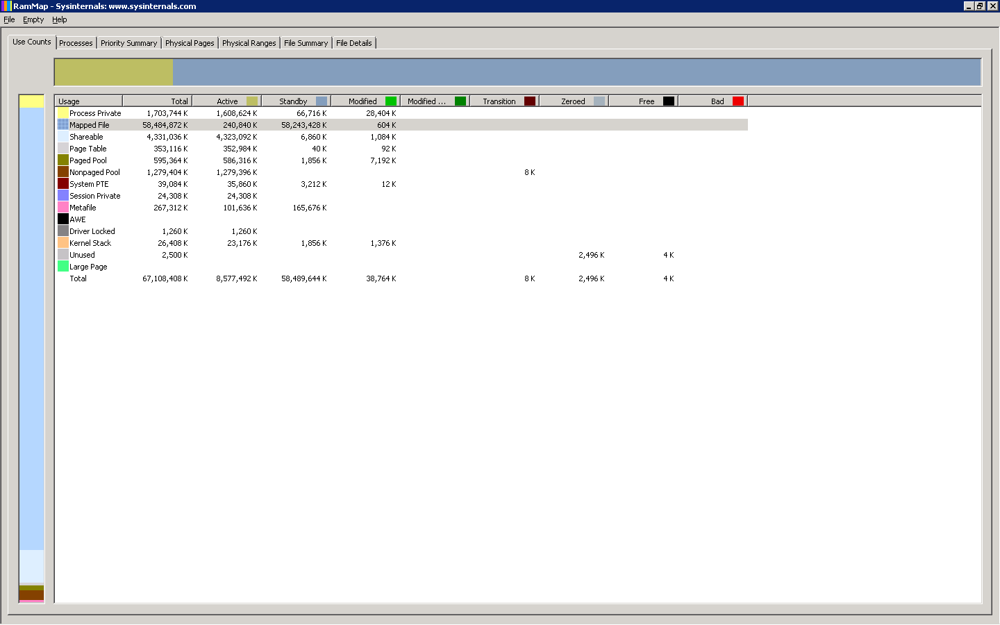 RamMap - Sysinternals: www.sysinternals.com
File Empty Help
Use Counts Processes Priority Summary Physical Pages Physical Ranges File Summary File Details
Usage Total Active Standby Modified Modified ... Transition Zeroed Free Bad
Process Private 1,703,744 K 1,608,624 K 66,716 K 28,404 K
Mapped File 58,484,872 K 240,840 K 58,243,428 K 604 K
Shareable 4,331,036 K 4,323,092 K 6,860 K 1,084 K
Page Table 353,116 K 352,984 K 40 K 92 K
Paged Pool 595,364 K 586,316 K 1,856 K 7,192 K
Nonpaged Pool 1,279,404 K 1,279,396 K 8 K
System PTE 39,084 K 35,860 K 3,212 K 12 K
Session Private 24,308 K 24,308 K
Metafile 267,312 K 101,636 K 165,676 K
AWE
Driver Locked 1,260 K 1,260 K
Kernel Stack 26,408 K 23,176 K 1,856 K 1,376 K
Unused 2,500 K 2,496 K 4 K
Large Page
Total 67,108,408 K 8,577,492 K 58,489,644 K 38,764 K 8 K 2,496 K 4 K